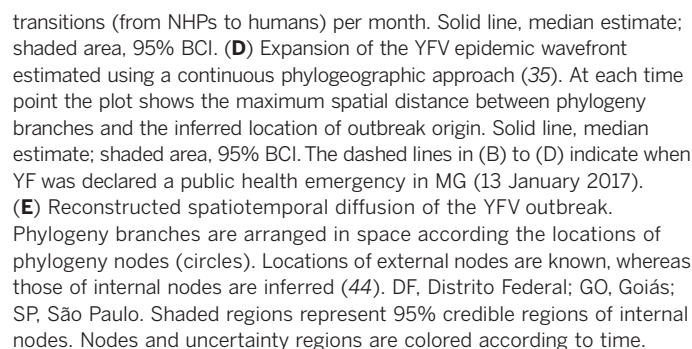 transitions (from NHPs to humans) per month. Solid line, median estimate;
shaded area, 95% BCI. (D) Expansion of the YFV epidemic wavefront
estimated using a continuous phylogeographic approach (35). At each time
point the plot shows the maximum spatial distance between phylogeny
branches and the inferred location of outbreak origin. Solid line, median
estimate; shaded area, 95% BCI. The dashed lines in (B) to (D) indicate when
YF was declared a public health emergency in MG (13 January 2017).
(E) Reconstructed spatiotemporal diffusion of the YFV outbreak.
Phylogeny branches are arranged in space according the locations of
phylogeny nodes (circles). Locations of external nodes are known, whereas
those of internal nodes are inferred (44). DF, Distrito Federal; GO, Goiás;
SP, São Paulo. Shaded regions represent 95% credible regions of internal
nodes. Nodes and uncertainty regions are colored according to time.